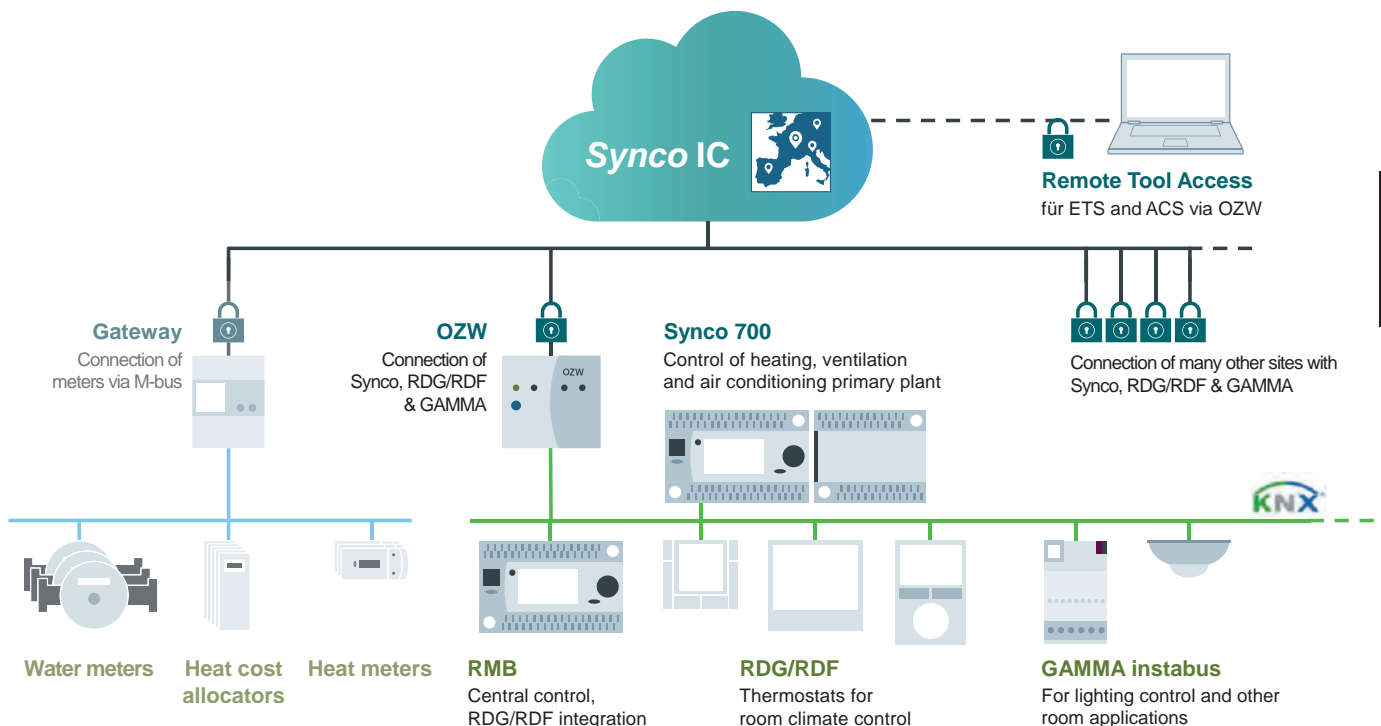 Synco IC
Remote Tool Access
für ETS and ACS via OZW
Gateway
Connection of
meters via M-bus
OZW
Connection of
Synco, RDG/RDF
& GAMMA
OZW
Synco 700
Control of heating, ventilation
and air conditioning primary plant
Connection of many other sites with
Synco, RDG/RDF & GAMMA
KNX
Water meters
Heat cost
allocators
Heat meters
RMB
Central control,
RDG/RDF integration
RDG/RDF
Thermostats for
room climate control
GAMMA instabus
For lighting control and other
room applications